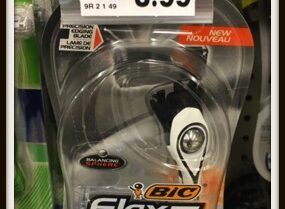 9R 2 1 49
PRECISION
EDGING
BLADE
LAME DE
PRÉCISION
NEW
NOUVEAU
BALANCING
SPHERE
BIC